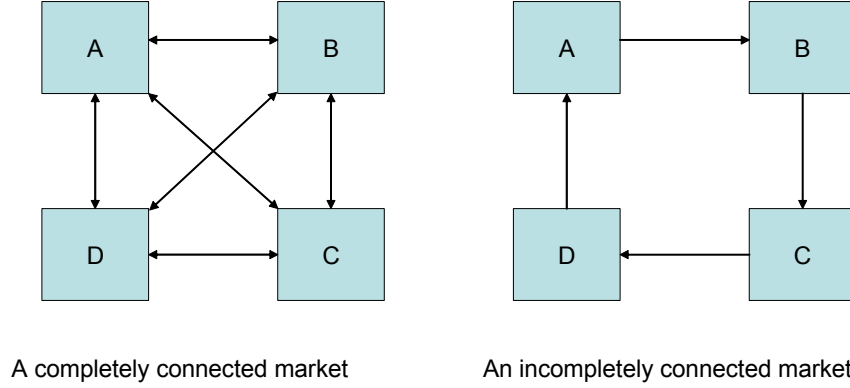 A B A B
D C D C
A completely connected market An incompletely connected market